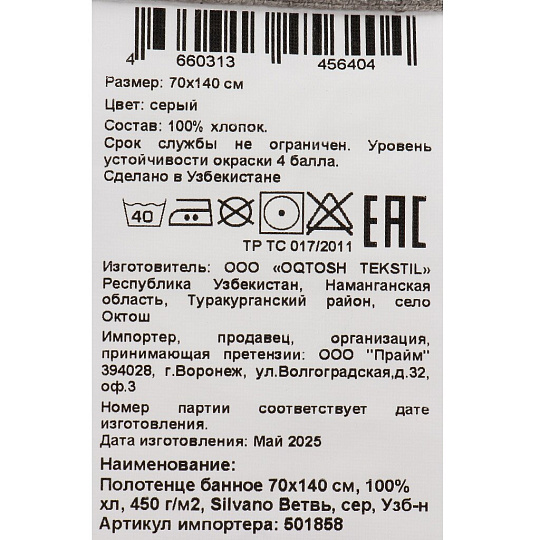 4 660313 456404
Размер: 70x140 см
Цвет: серый
Состав: 100% хлопок.
Срок службы не ограничен. Уровень
устойчивости окраски 4 балла.
Сделано в Узбекистане
40
ЕАС
ТР ТС 017/2011
Изготовитель: ООО «OQTOSH TEKSTIL»
Республика Узбекистан, Наманганская
область, Туракурганский район, село
Октош
Импортер, продавец, организация,
принимающая претензии: ООО "Прайм"
394028, г.Воронеж, ул.Волгоградская,д.32,
оф.3
Номер партии соответствует дате
изготовления.
Дата изготовления: Май 2025
Наименование:
Полотенце банное 70x140 см, 100%
хл, 450 г/м2, Silvano Ветвь, сер, Узб-н
Артикул импортера: 501858